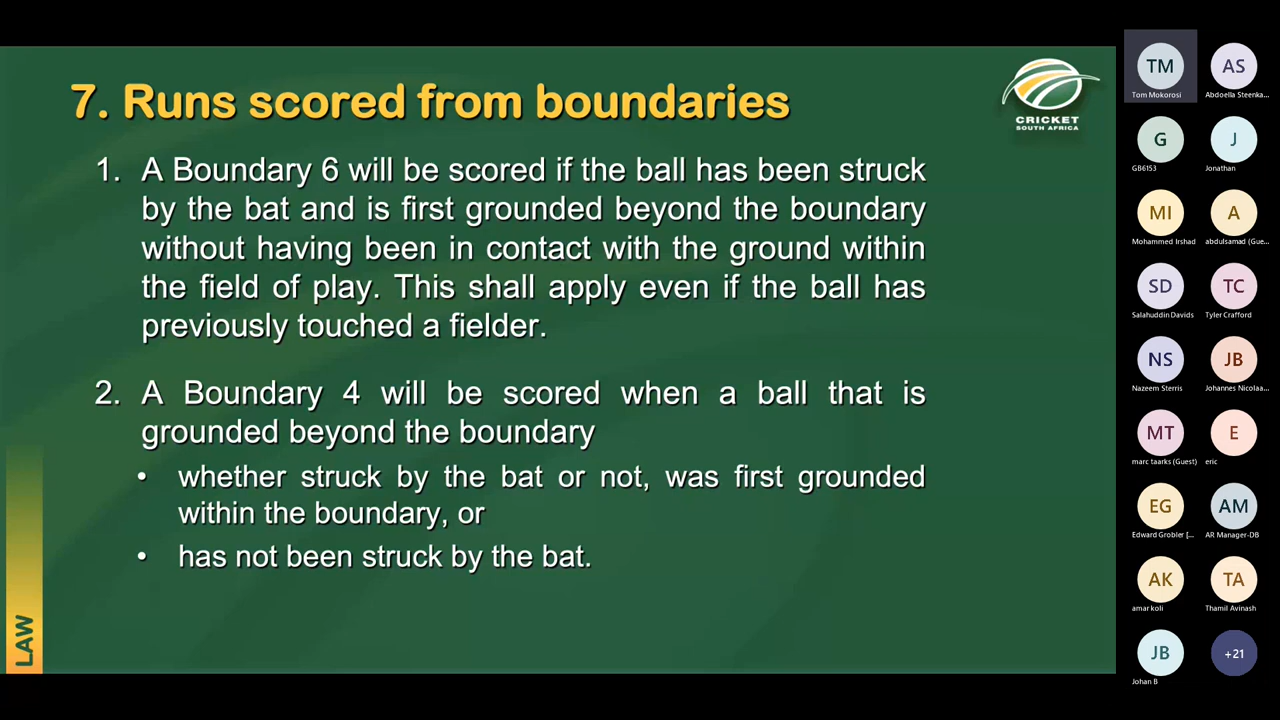 7. Runs scored from boundaries
CRICKET
SOUTH AFRICA
1. A Boundary 6 will be scored if the ball has been struck
by the bat and is first grounded beyond the boundary
without having been in contact with the ground within
the field of play. This shall apply even if the ball has
previously touched a fielder.
2. A Boundary 4 will be scored when a ball that is
grounded beyond the boundary
• whether struck by the bat or not, was first grounded
within the boundary, or
• has not been struck by the bat.
LAW
TM
Tom Mokorosi
AS
Abdoella Steenka...
G
GB6153
J
Jonathan
MI
Mohammed Irshad
A
abdulsamad (Gue...
SD
Salahuddin Davids
TC
Tyler Crafford
NS
Nazeem Sterris
JB
Johannes Nicolaa...
MT
marc taarks (Guest)
E
eric
EG
Edward Grobler [...
AM
AR Manager-DB
AK
amar koli
TA
Thamil Avinash
JB
Johan B
+21